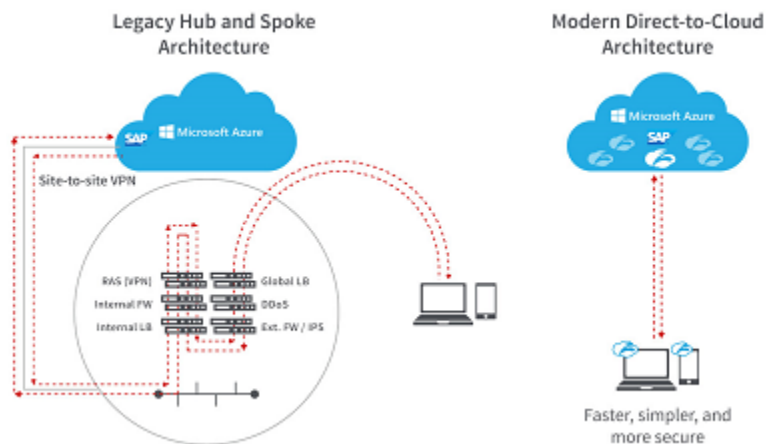 Legacy Hub and Spoke
Architecture
SAP
Microsoft Azure
Site-to-site VPN
RAS (VPN)
Global LB
Internal FW
DDoS
Internal LB
Ext. FW / IPS
Modern Direct-to-Cloud
Architecture
Microsoft Azure
SAP
Faster, simpler, and
more secure